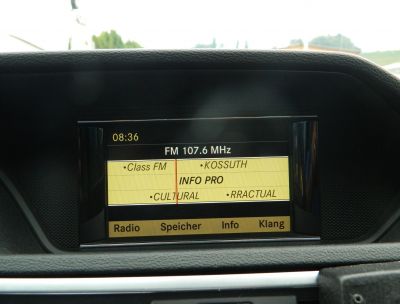 08:36
FM 107.6 MHz
•Class FM •KOSSUTH
INFO PRO
•CULTURAL •RRACTUAL
Radio Speicher Info Klang